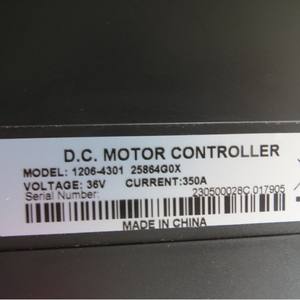 D.C. MOTOR CONTROLLER
MODEL: 1206-4301 25864G0X
VOLTAGE: 36V CURRENT:350A
Serial Number: 230500028C 017905
MADE IN CHINA